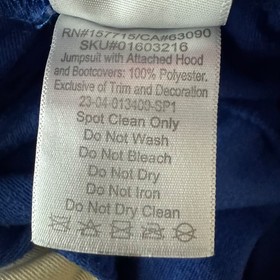 RN#157715/CA#63090
SKU#01603216
Jumpsuit with Attached Hood
and Bootcovers: 100% Polyester.
Exclusive of Trim and Decoration
23-04-013400-SP1
Spot Clean Only
Do Not Wash
Do Not Bleach
Do Not Dry
Do Not Iron
Do Not Dry Clean